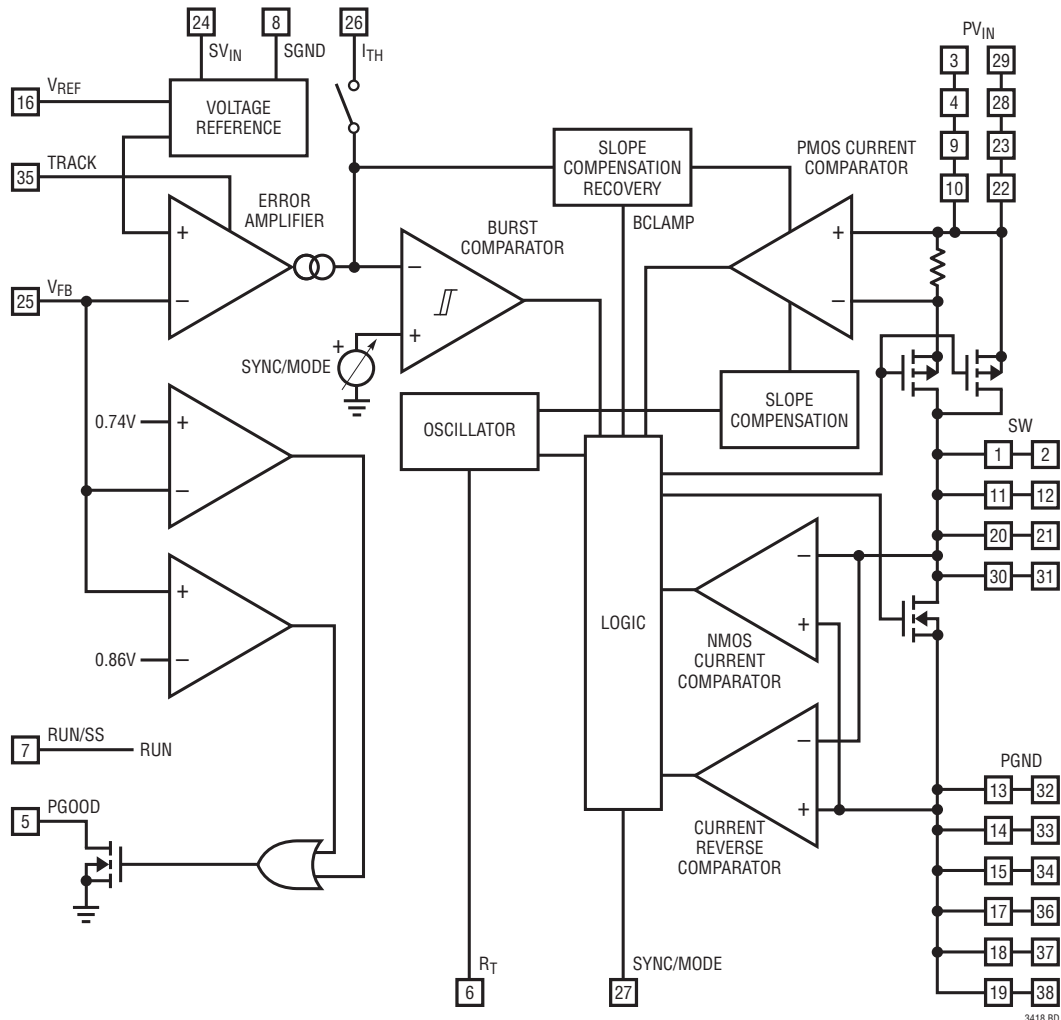 24
8
26
SVIN
SGND
ITH
PVIN
3
29
4
28
9
23
10
22
16
VREF
VOLTAGE
REFERENCE
35
TRACK
SLOPE
COMPENSATION
RECOVERY
PMOS CURRENT
COMPARATOR
ERROR
AMPLIFIER
BURST
COMPARATOR
BCLAMP
+
−
+
−
25
VFB
−
+
+
SYNC/MODE
OSCILLATOR
SLOPE
COMPENSATION
0.74V
+
−
SW
1
2
11
12
20
21
30
31
LOGIC
−
+
NMOS
CURRENT
COMPARATOR
+
0.86V
−
7
RUN/SS
RUN
−
+
CURRENT
REVERSE
COMPARATOR
5
PGOOD
PGND
13
32
14
33
15
34
17
36
18
37
19
38
RT
6
SYNC/MODE
27
3418 BD